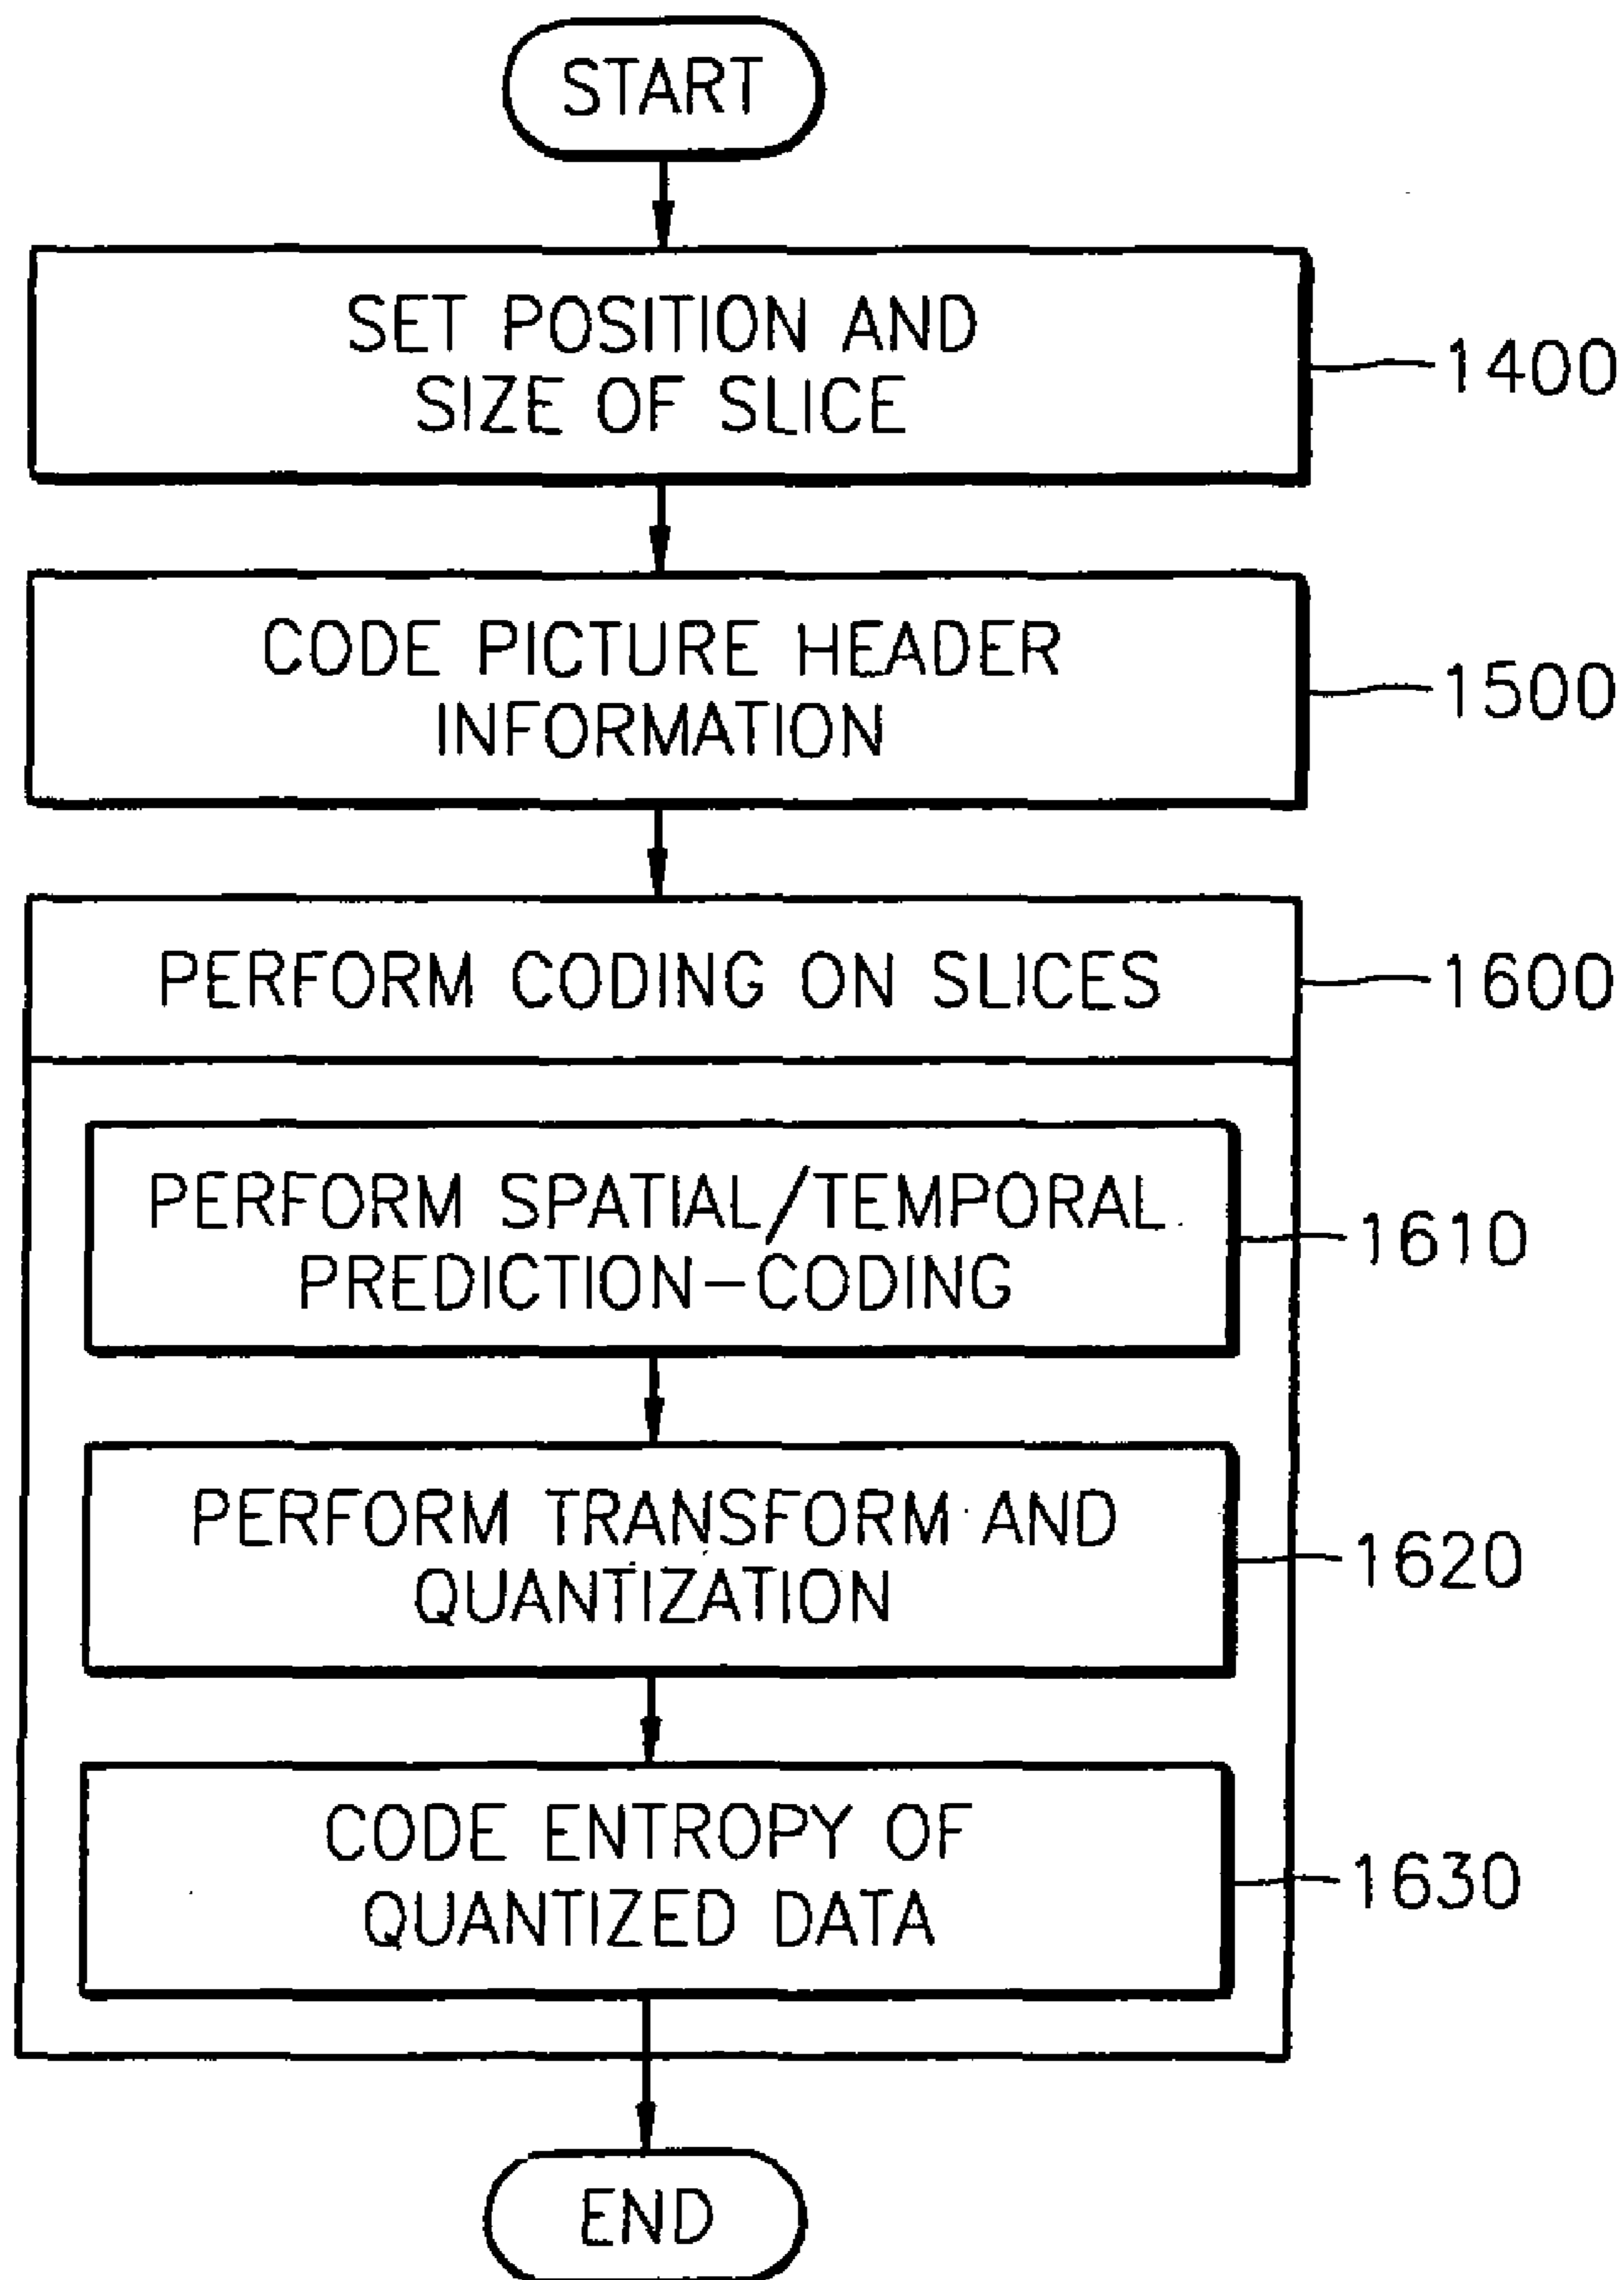 START
SET POSITION AND
SIZE OF SLICE
1400
CODE PICTURE HEADER
INFORMATION
1500
PERFORM CODING ON SLICES
1600
PERFORM SPATIAL/TEMPORAL
PREDICTION-CODING
1610
PERFORM TRANSFORM AND
QUANTIZATION
1620
CODE ENTROPY OF
QUANTIZED DATA
1630
END